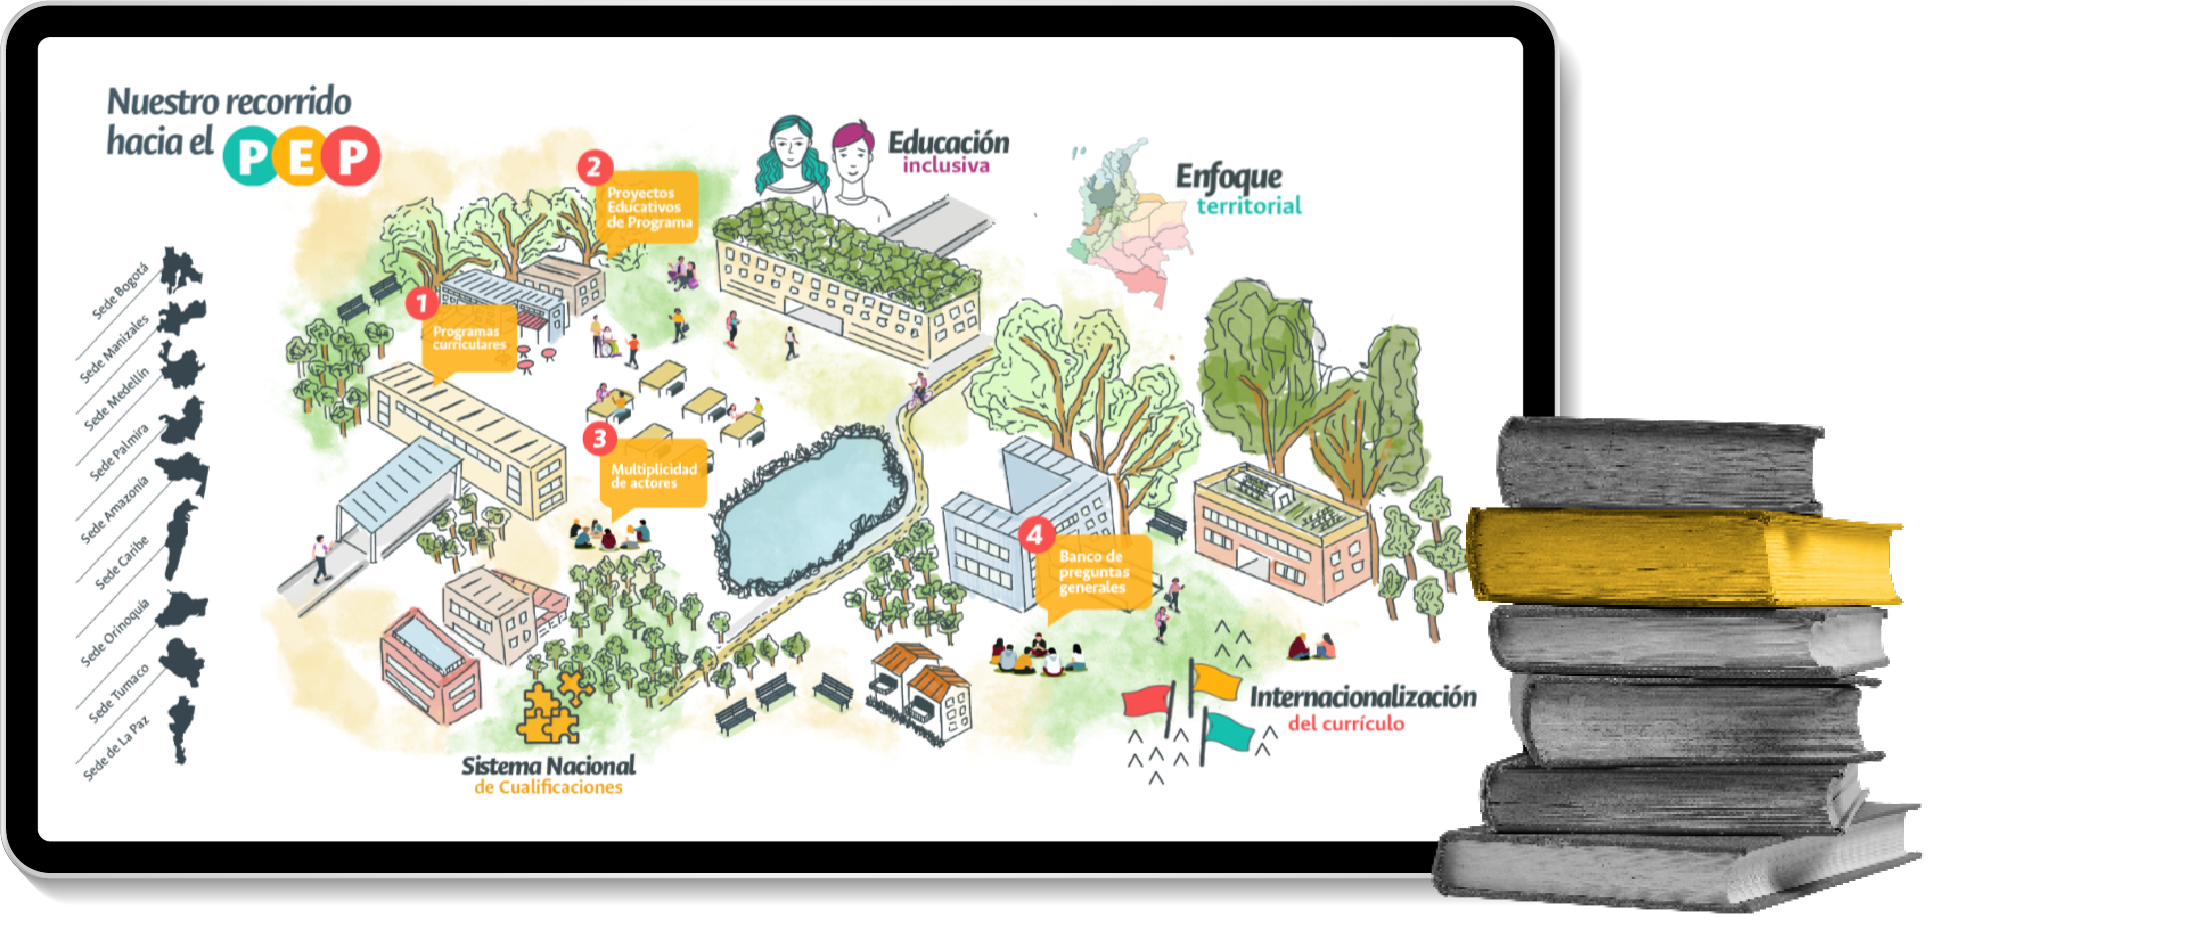 Nuestro recorrido
hacia el PEP
Sede Bogotá
Sede Manizales
Sede Medellín
Sede Palmira
Sede Amazonía
Sede Caribe
Sede Orinoquía
Sede Tumaco
Sede de La Paz
1
Programas
curriculares
2
Proyectos
Educativos
de Programa
Educación
inclusiva
Enfoque
territorial
3
Multiplicidad
de actores
4
Banco de
preguntas
generales
Sistema Nacional
de Cualificaciones
Internacionalización
del currículo